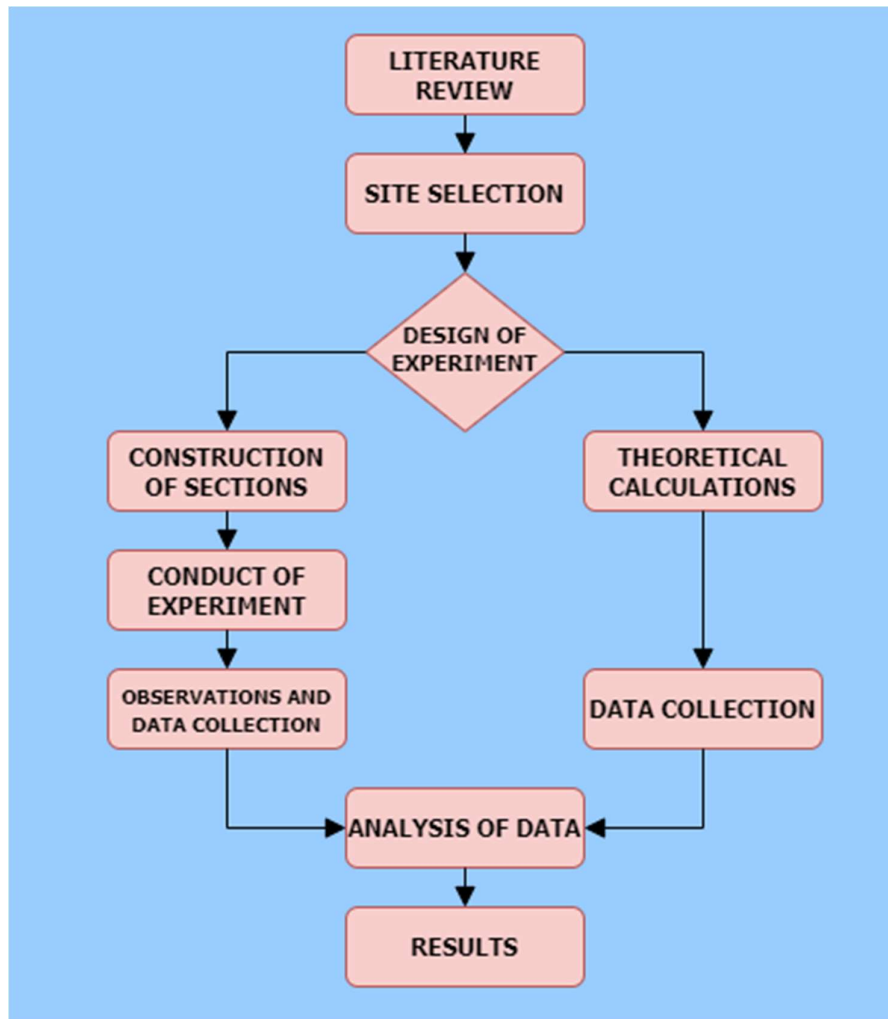 LITERATURE
REVIEW
SITE SELECTION
DESIGN OF
EXPERIMENT
CONSTRUCTION
OF SECTIONS
THEORETICAL
CALCULATIONS
CONDUCT OF
EXPERIMENT
OBSERVATIONS AND
DATA COLLECTION
DATA COLLECTION
ANALYSIS OF DATA
RESULTS